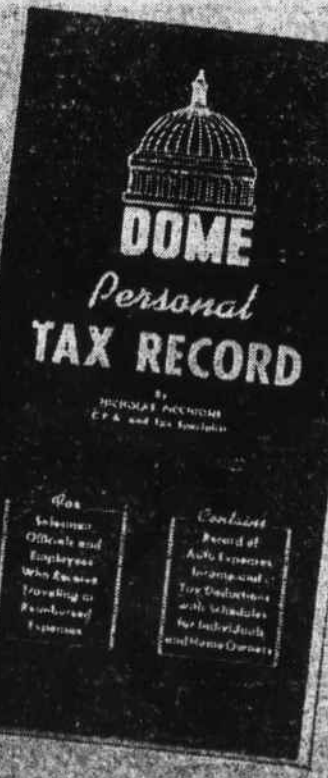 DOME
Personal
TAX RECORD
By
NICHOLAS PICCHIONE
C.P.A. and Tax Specialist
For
Salesmen
Officials and
Employees
Who Receive
Traveling or
Reimbursed
Expenses
Contains
Record of
Auto Expenses
Income and
Tax Deductions
with Schedules
for Individuals
and Home Owners